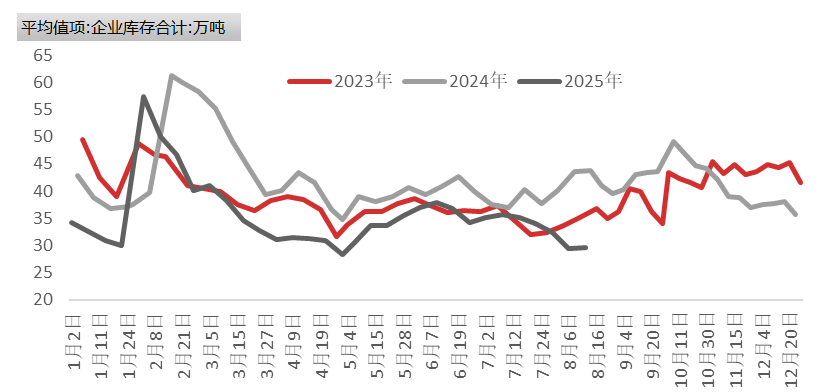 平均值项:企业库存合计:万吨
65
60
55
50
45
40
35
30
25
20
2023年
2024年
2025年
1月2日
1月11日
1月24日
2月8日
2月21日
3月5日
3月15日
3月27日
4月9日
4月19日
5月4日
5月15日
5月26日
6月7日
6月19日
7月2日
7月12日
7月24日
8月6日
8月16日
9月4日
9月20日
10月11日
10月30日
11月15日
12月4日
12月20日